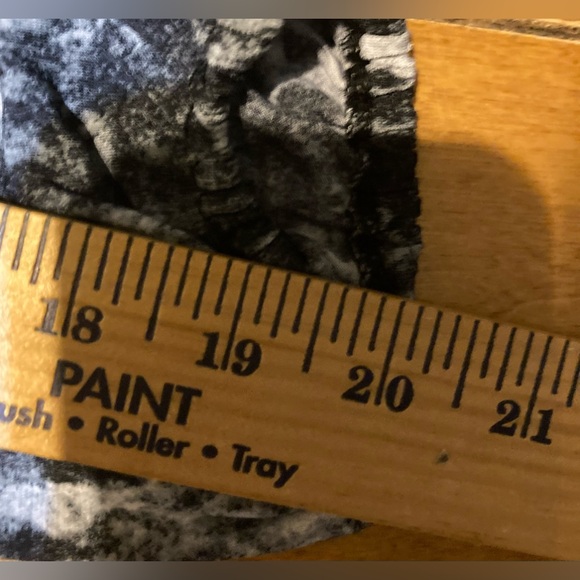 18 19 20 21
PAINT
ush • Roller • Tray